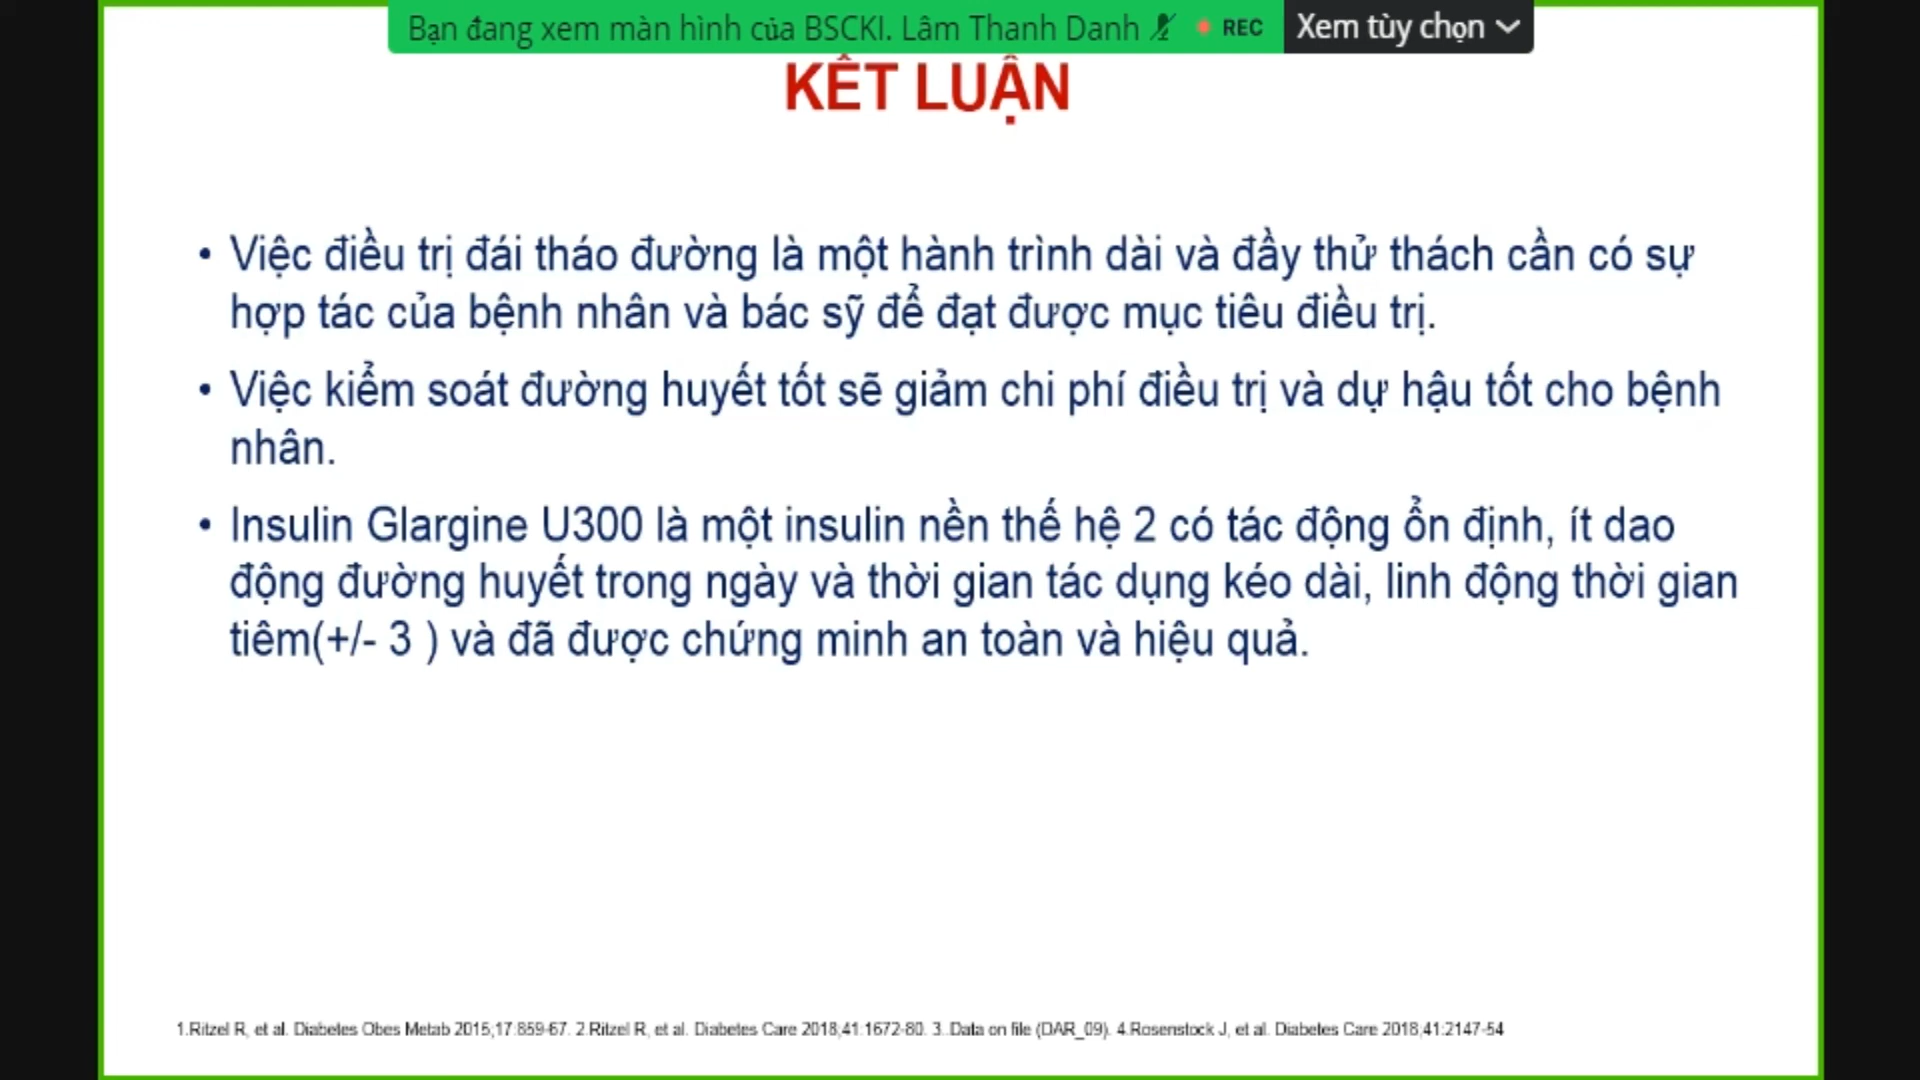 Bạn đang xem màn hình của BSCKI. Lâm Thanh Danh REC Xem tùy chọn
KẾT LUẬN
• Việc điều trị đái tháo đường là một hành trình dài và đầy thử thách cần có sự
hợp tác của bệnh nhân và bác sỹ để đạt được mục tiêu điều trị.
• Việc kiểm soát đường huyết tốt sẽ giảm chi phí điều trị và dự hậu tốt cho bệnh
nhân.
• Insulin Glargine U300 là một insulin nền thế hệ 2 có tác động ổn định, ít dao
động đường huyết trong ngày và thời gian tác dụng kéo dài, linh động thời gian
tiêm(+/- 3 ) và đã được chứng minh an toàn và hiệu quả.
1.Ritzel R, et al. Diabetes Obes Metab 2015;17:859-67. 2.Ritzel R, et al. Diabetes Care 2018;41:1672-80. 3..Data on file (DAR_09). 4.Rosenstock J, et al. Diabetes Care 2018;41:2147-54